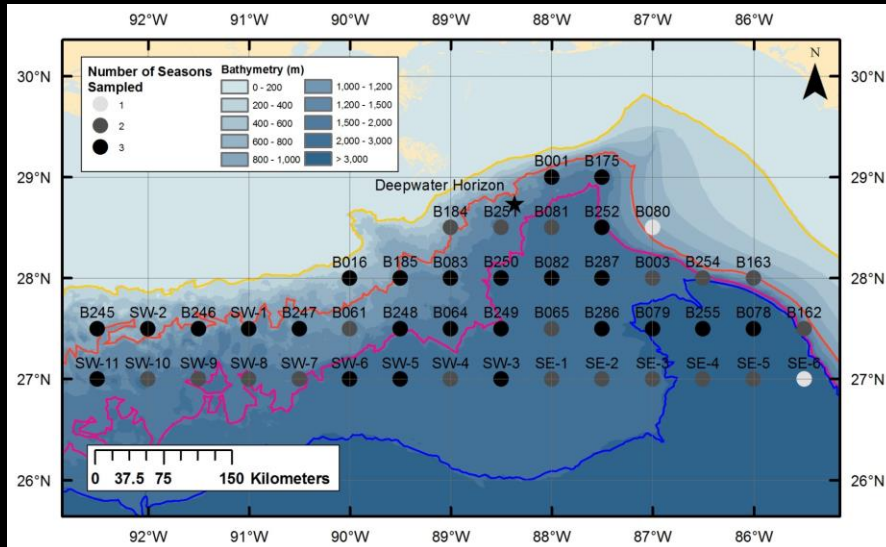 92°W 91°W 90°W 89°W 88°W 87°W 86°W
N
30°N 30°N
Number of Seasons Sampled
1
2
3
Bathymetry (m)
0 - 200
200 - 400
400 - 600
600 - 800
800 - 1,000
1,000 - 1,200
1,200 - 1,500
1,500 - 2,000
2,000 - 3,000
> 3,000
29°N 29°N
B001 B175
Deepwater Horizon
B184 B251 B081 B252 B080
28°N 28°N
B016 B185 B083 B250 B082 B287 B003 B254 B163
B245 SW-2 B246 SW-1 B247 B061 B248 B064 B249 B065 B286 B079 B255 B078 B162
SW-11 SW-10 SW-9 SW-8 SW-7 SW-6 SW-5 SW-4 SW-3 SE-1 SE-2 SE-3 SE-4 SE-5 SE-6
27°N 27°N
26°N 26°N
0 37.5 75 150 Kilometers
92°W 91°W 90°W 89°W 88°W 87°W 86°W